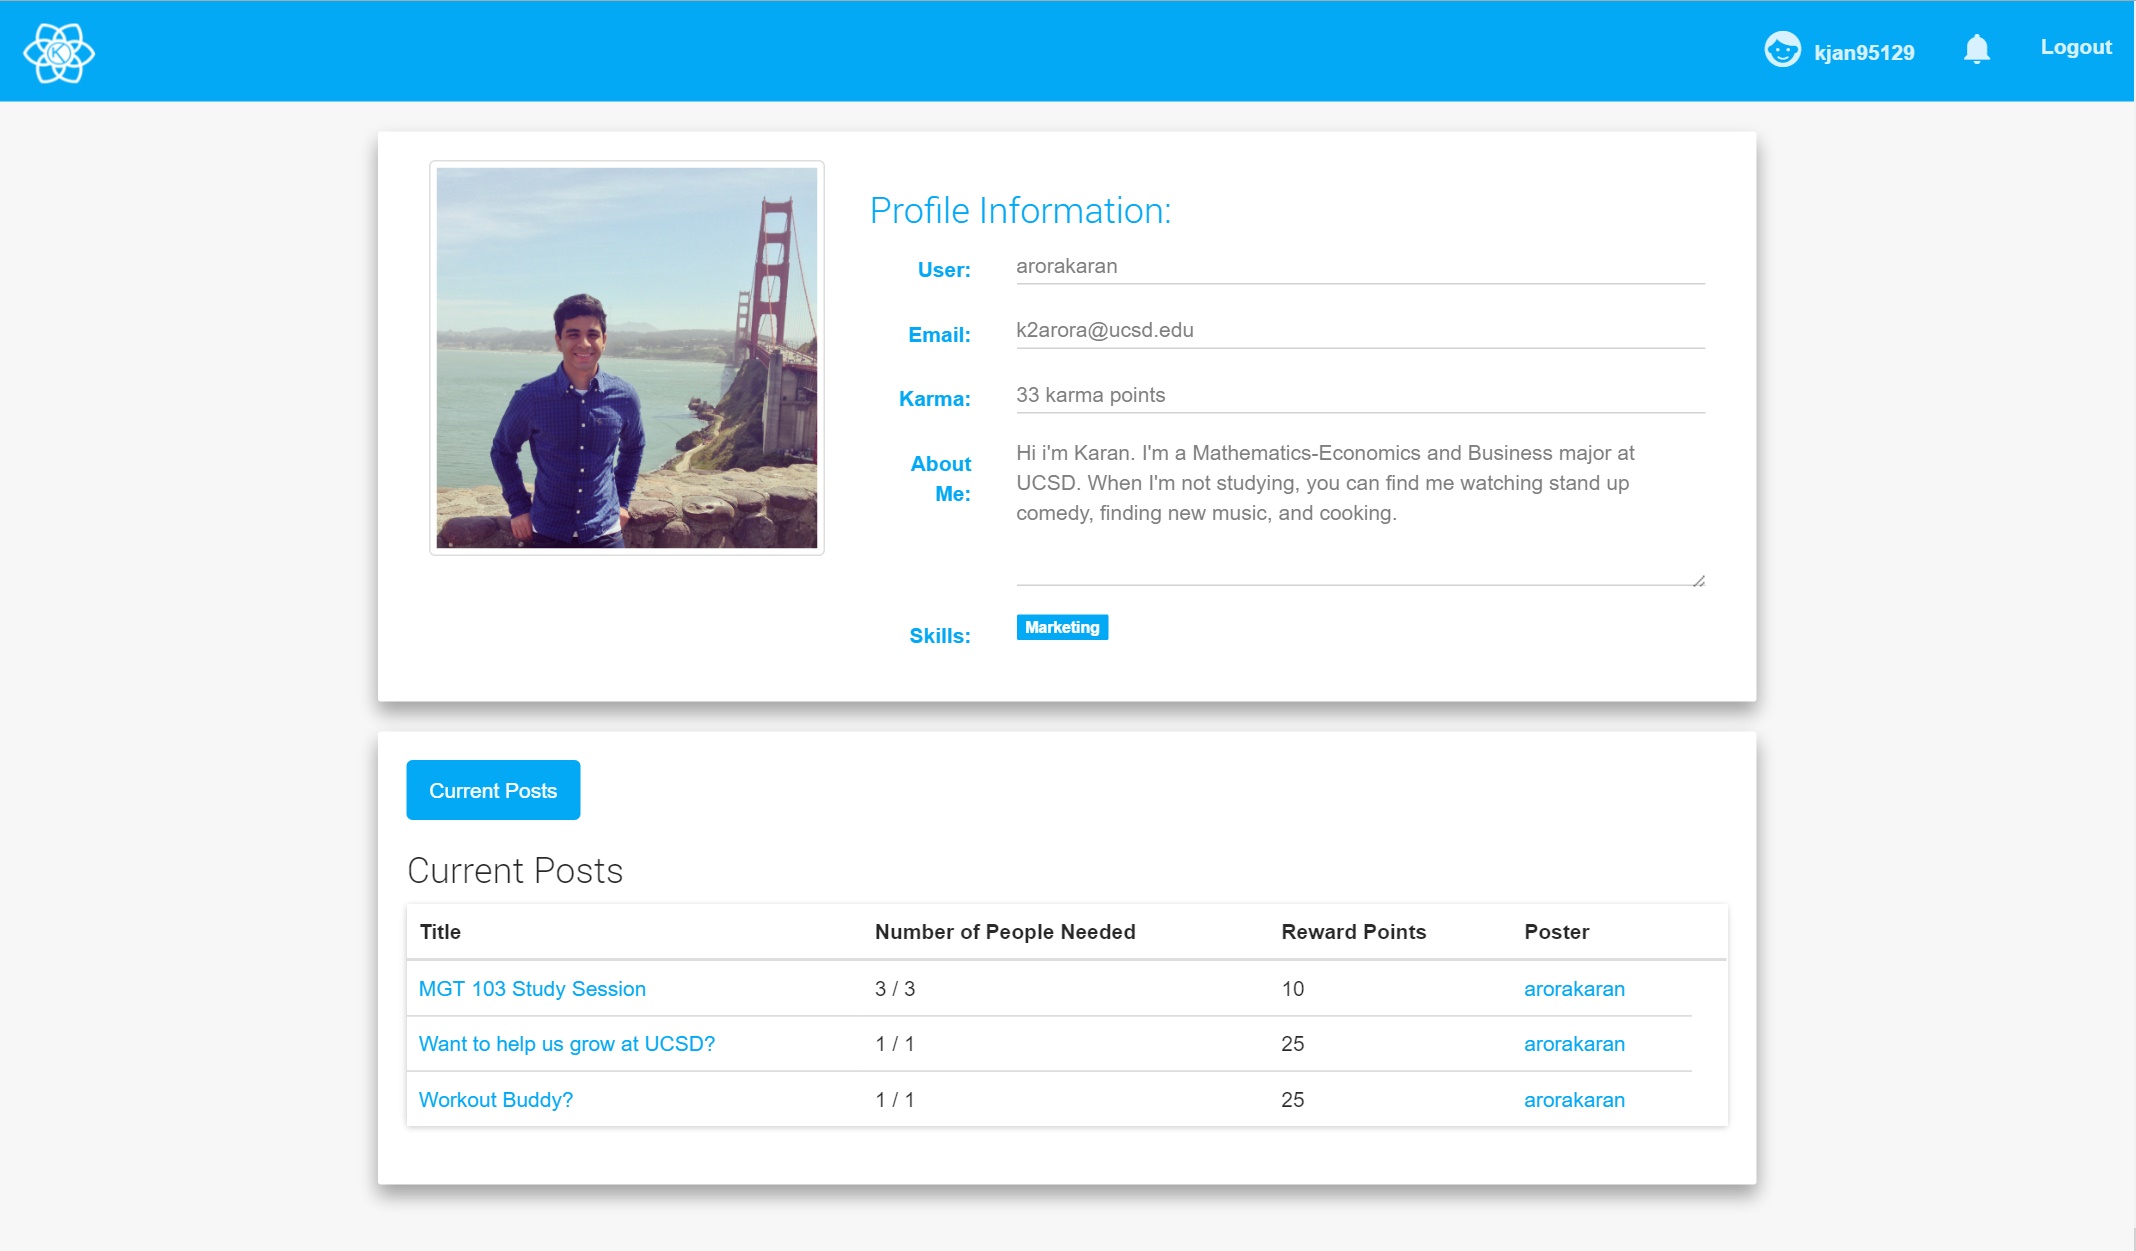 K
kjan95129
Logout
Profile Information:
User: arorakaran
Email: k2arora@ucsd.edu
Karma: 33 karma points
About
Me:
Hi i'm Karan. I'm a Mathematics-Economics and Business major at
UCSD. When I'm not studying, you can find me watching stand up
comedy, finding new music, and cooking.
Skills: Marketing
Current Posts
Current Posts
Title Number of People Needed Reward Points Poster
MGT 103 Study Session 3 / 3 10 arorakaran
Want to help us grow at UCSD? 1 / 1 25 arorakaran
Workout Buddy? 1 / 1 25 arorakaran